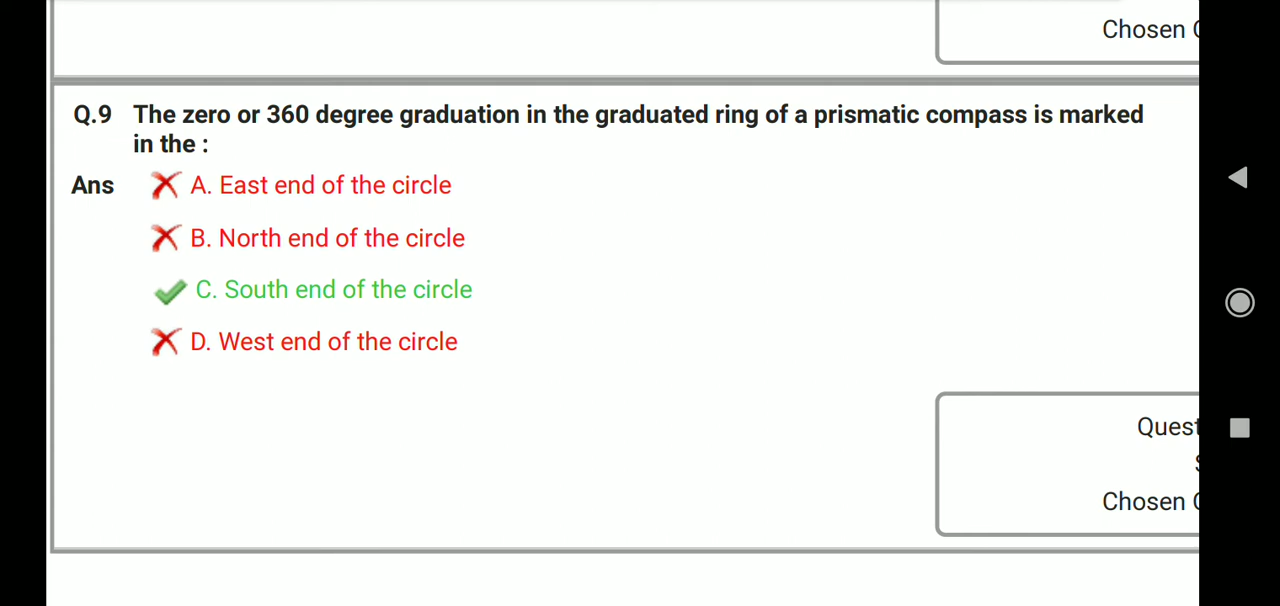 Chosen
Q.9 The zero or 360 degree graduation in the graduated ring of a prismatic compass is marked
in the :
Ans A. East end of the circle
B. North end of the circle
C. South end of the circle
D. West end of the circle
Quest
Chosen